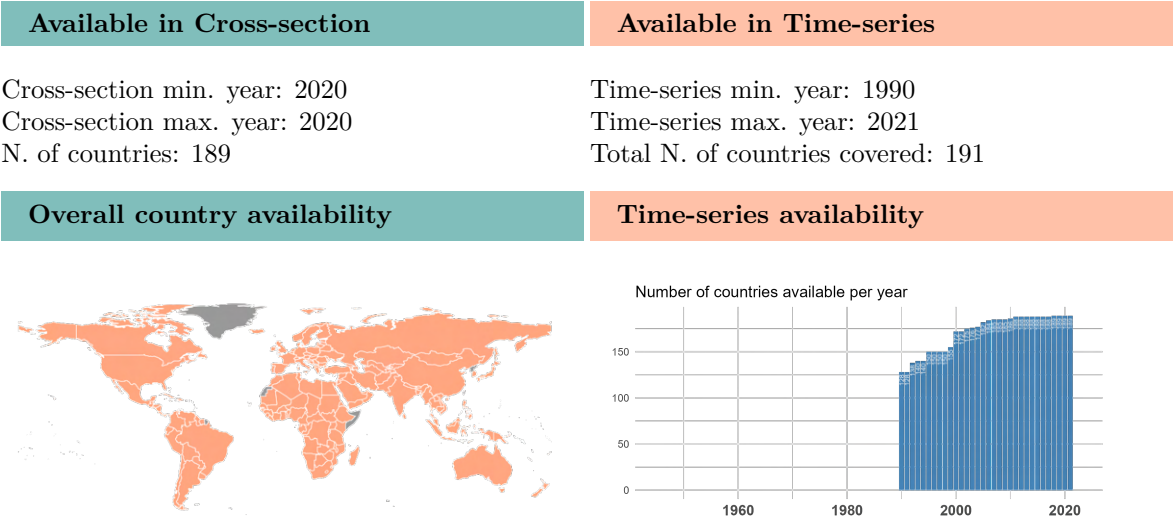 Available in Cross-section
Available in Time-series
Cross-section min. year: 2020
Cross-section max. year: 2020
N. of countries: 189
Time-series min. year: 1990
Time-series max. year: 2021
Total N. of countries covered: 191
Overall country availability
Time-series availability
Number of countries available per year
150
100
50
0
1960 1980 2000 2020